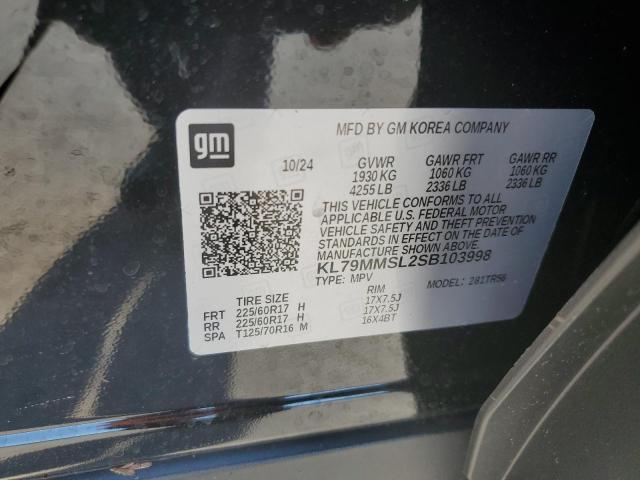 gm
MFD BY GM KOREA COMPANY
10/24 GVWR GAWR FRT GAWR RR
1930 KG 1060 KG 1060 KG
4255 LB 2336 LB 2336 LB
THIS VEHICLE CONFORMS TO ALL
APPLICABLE U.S. FEDERAL MOTOR
VEHICLE SAFETY AND THEFT PREVENTION
STANDARDS IN EFFECT ON THE DATE OF
MANUFACTURE SHOWN ABOVE.
KL79MMSL2SB103998
TYPE: MPV MODEL: 281TR56
TIRE SIZE RIM
FRT 225/60R17 H 17X7.5J
RR 225/60R17 H 17X7.5J
SPA T125/70R16 M 16X4BT